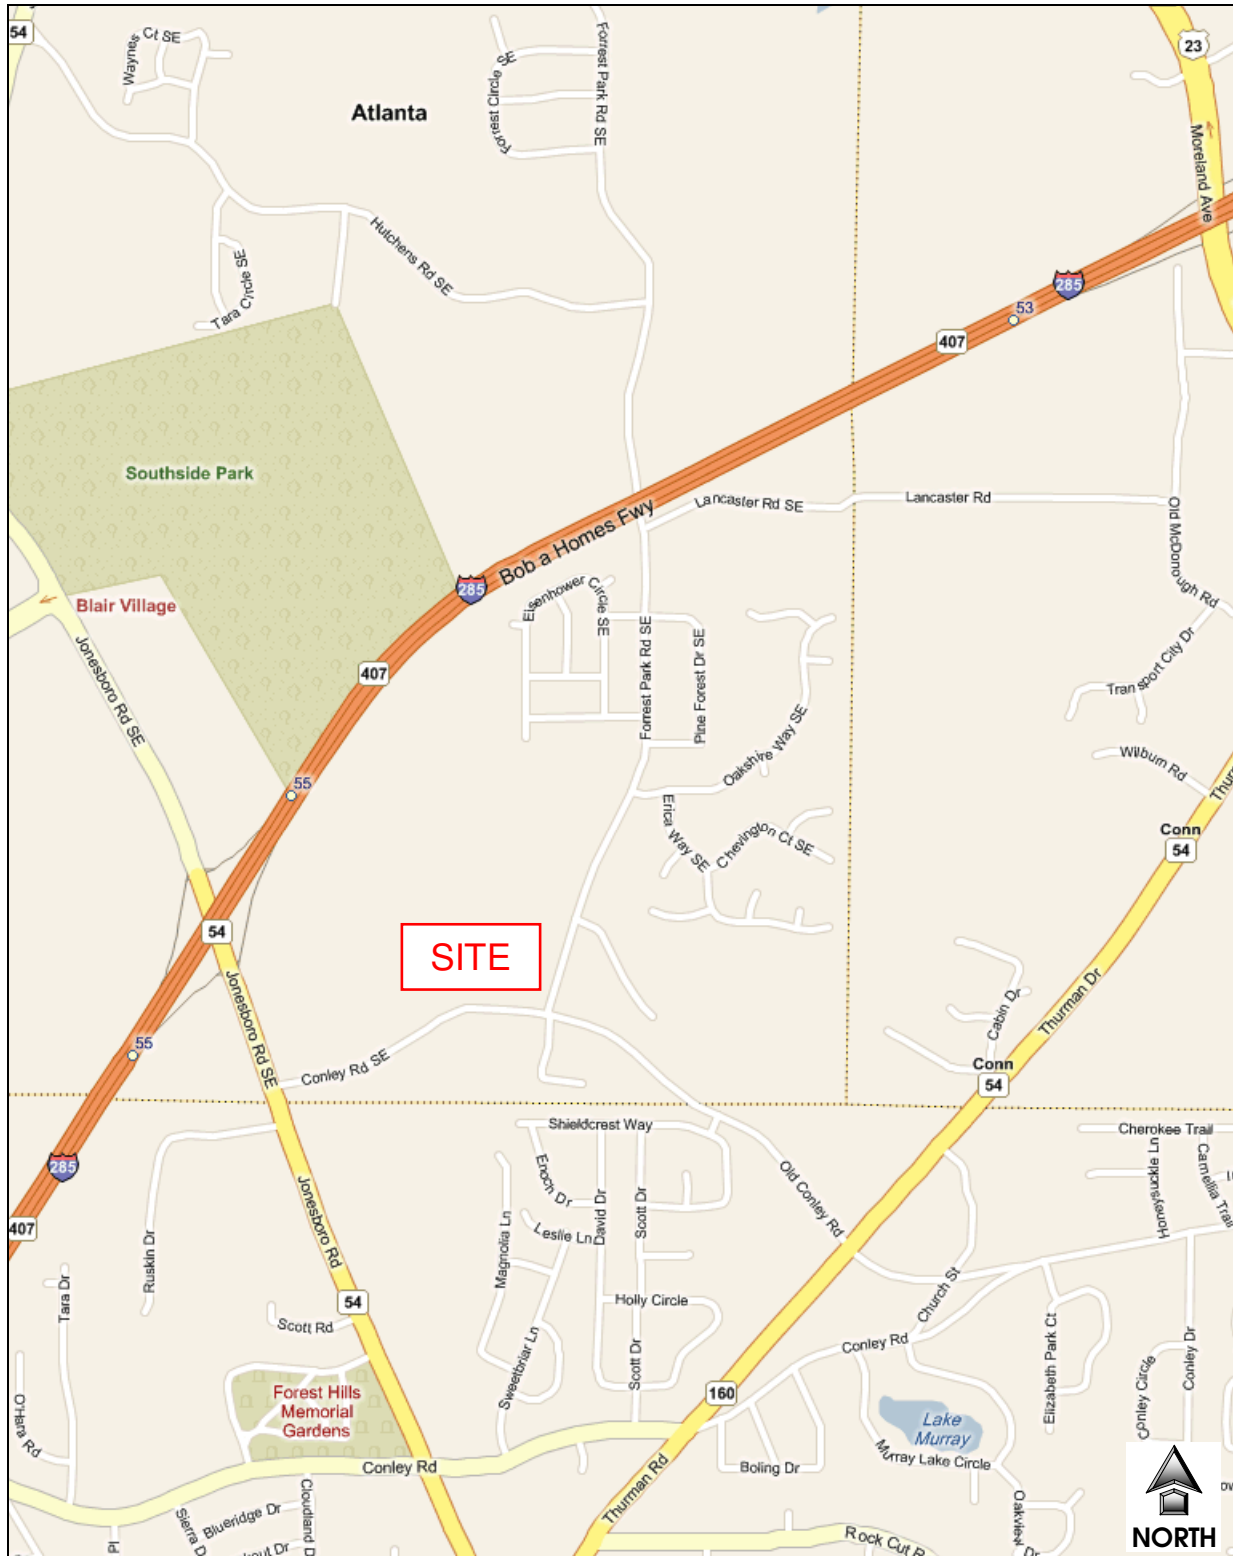 54
Waynes Ct SE
Forrest Circle SE
Forrest Park Rd SE
23
Atlanta
Moreland Ave
Hutchens Rd SE
Tara Circle SE
285
53
407
Southside Park
Lancaster Rd SE
Lancaster Rd
Old McDonough Rd
Bob a Homes Fwy
285
Eisenhower Circle SE
Blair Village
Jonesboro Rd SE
407
Forrest Park Rd SE
Pine Forest Dr SE
Transport City Dr
Oakshire Way SE
Wilburn Rd
55
Erica Way SE
Chevington Ct SE
Conn
54
54
SITE
Jonesboro Rd SE
Cabin Dr
Thurman Dr
55
Conley Rd SE
Conn
54
Shieldcrest Way
Cherokee Trail
285
Enoch Dr
David Dr
Scott Dr
Old Conley Rd
Honeysuckle Ln
Camellia Trail
407
Ruskin Dr
Jonesboro Rd
Magnolia Ln
Leslie Ln
Tara Dr
54
Scott Rd
Holly Circle
Church St
Sweetbriar Ln
Scott Dr
Conley Rd
Elizabeth Park Ct
Conley Circle
Conley Dr
O'Hara Rd
Forest Hills
Memorial
Gardens
160
Lake
Murray
Conley Rd
Thurman Rd
Boling Dr
Murray Lake Circle
Sierra D
Blueridge Dr
Cloudland D
Pl
Oakview Dr
Rock Cut R
NORTH